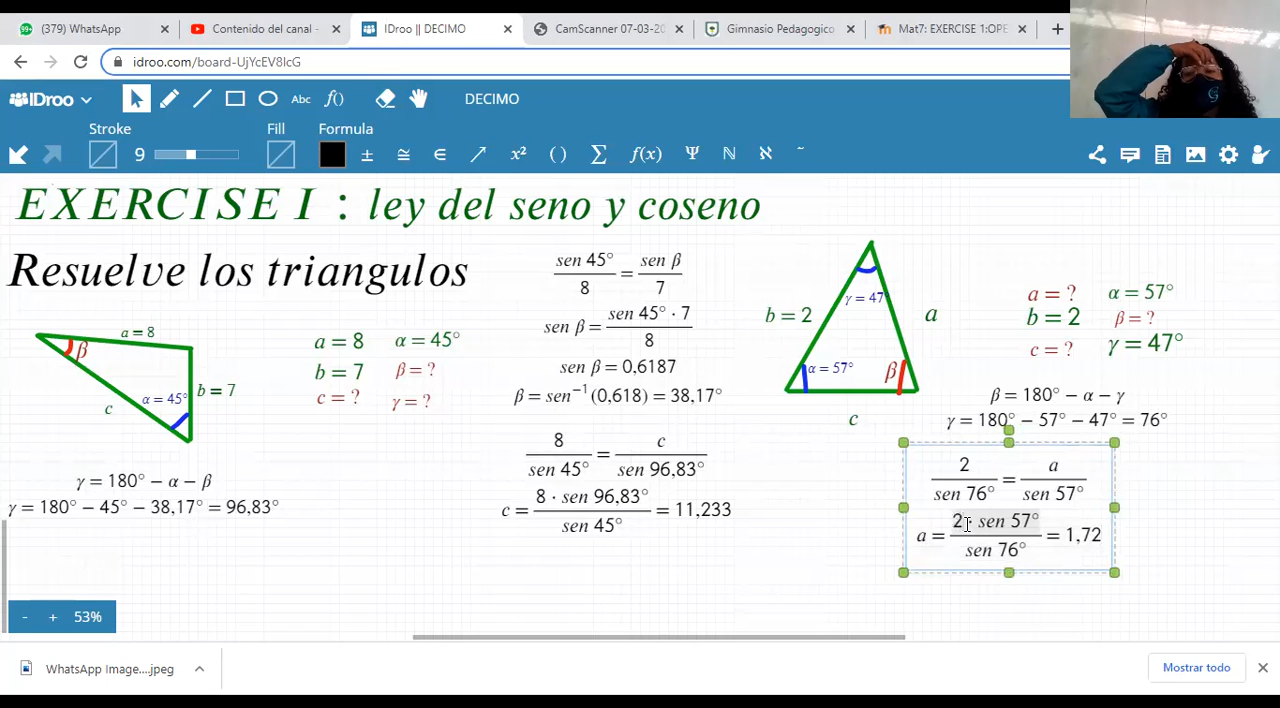 (379) WhatsApp
Contenido del canal -
IDroo || DECIMO
CamScanner 07-03-20
Gimnasio Pedagogico
Mat7: EXERCISE 1:OPE
idroo.com/board-UjYcEV8lcG
IDroo
Abc
f()
DECIMO
Stroke
Fill
Formula
9
± ≅ ∈ x² ( ) ∑ f(x) Ψ ℕ ℵ ~
EXERCISE I : ley del seno y coseno
Resuelve los triangulos
a = 8
β
b = 7
α = 45°
c
a = 8 α = 45°
b = 7 β = ?
c = ? γ = ?
γ = 180° − α − β
γ = 180° − 45° − 38,17° = 96,83°
sen 45° / 8 = sen β / 7
sen β = sen 45° · 7 / 8
sen β = 0,6187
β = sen⁻¹(0,618) = 38,17°
8 / sen 45° = c / sen 96,83°
c = 8 · sen 96,83° / sen 45° = 11,233
γ = 47°
b = 2
a
α = 57°
β
c
a = ? α = 57°
b = 2 β = ?
c = ? γ = 47°
β = 180° − α − γ
γ = 180° − 57° − 47° = 76°
2 / sen 76° = a / sen 57°
a = 2 · sen 57° / sen 76° = 1,72
- + 53%
WhatsApp Image....jpeg
Mostrar todo